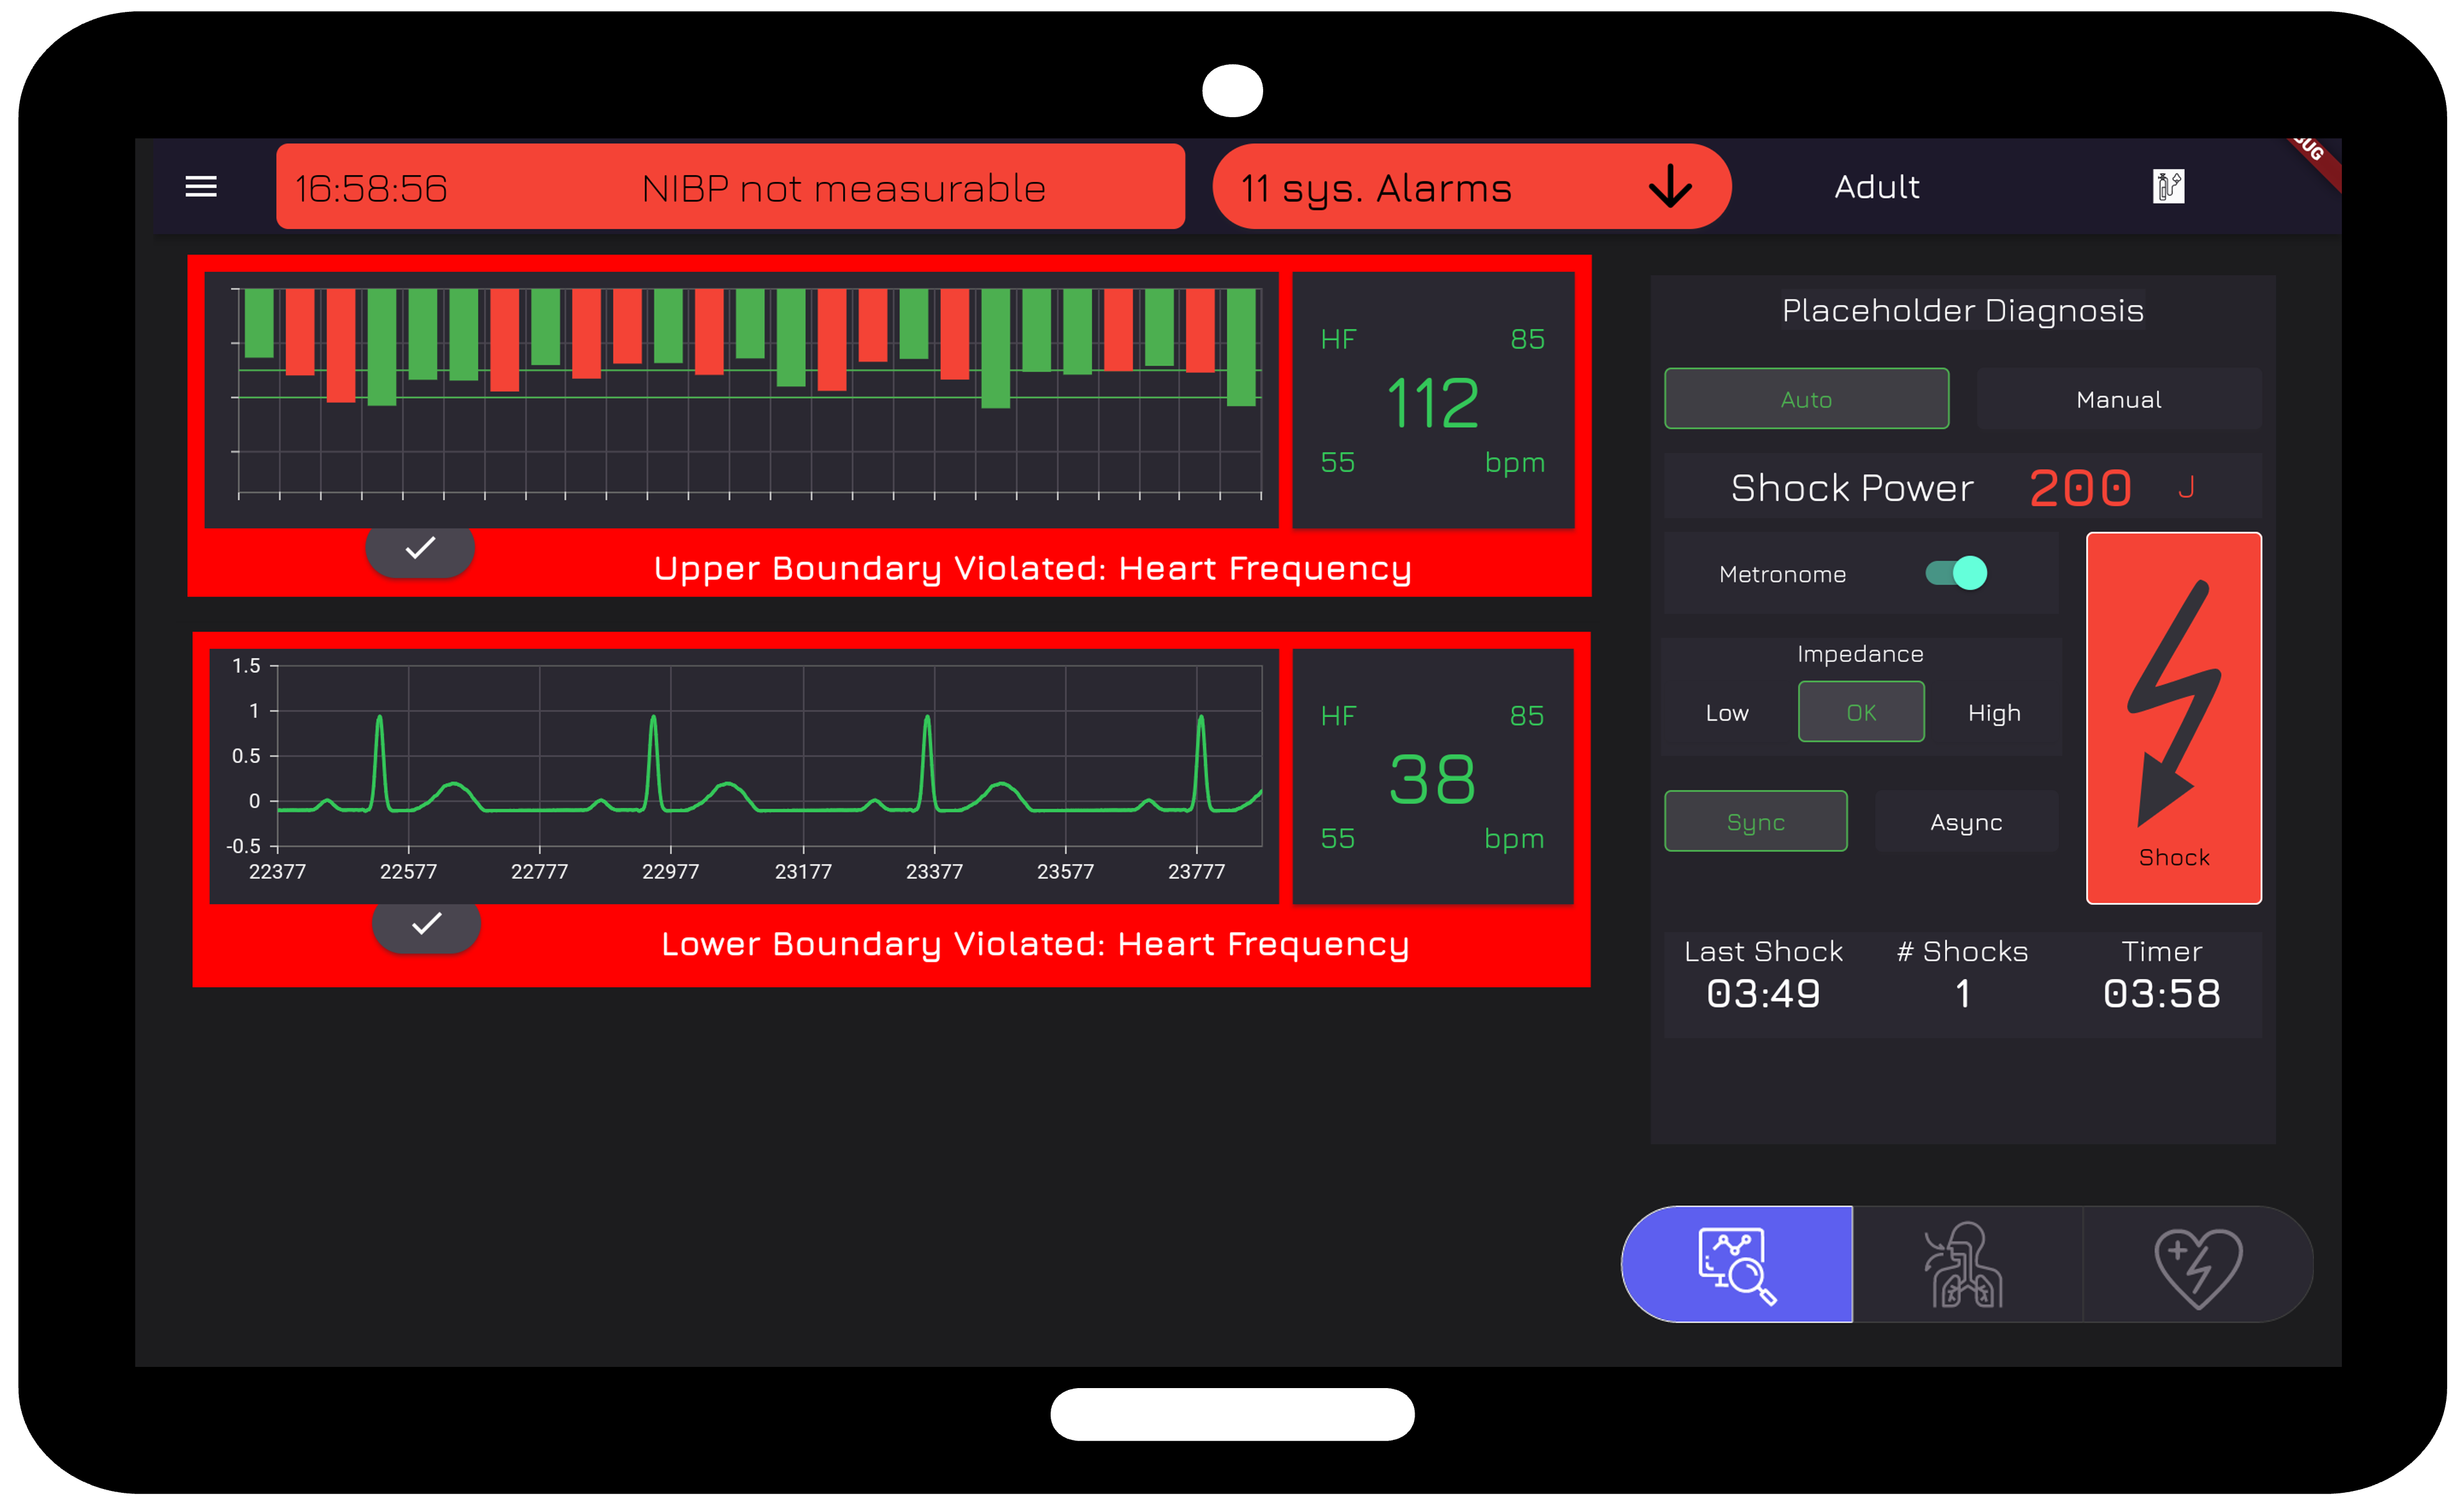 16:58:56 NIBP not measurable
11 sys. Alarms
Adult
HF 85
112
55 bpm
Upper Boundary Violated: Heart Frequency
1.5
1
0.5
0
-0.5
22377 22577 22777 22977 23177 23377 23577 23777
HF 85
38
55 bpm
Lower Boundary Violated: Heart Frequency
Placeholder Diagnosis
Auto Manual
Shock Power 200 J
Metronome
Impedance
Low OK High
Sync Async
Shock
Last Shock # Shocks Timer
03:49 1 03:58